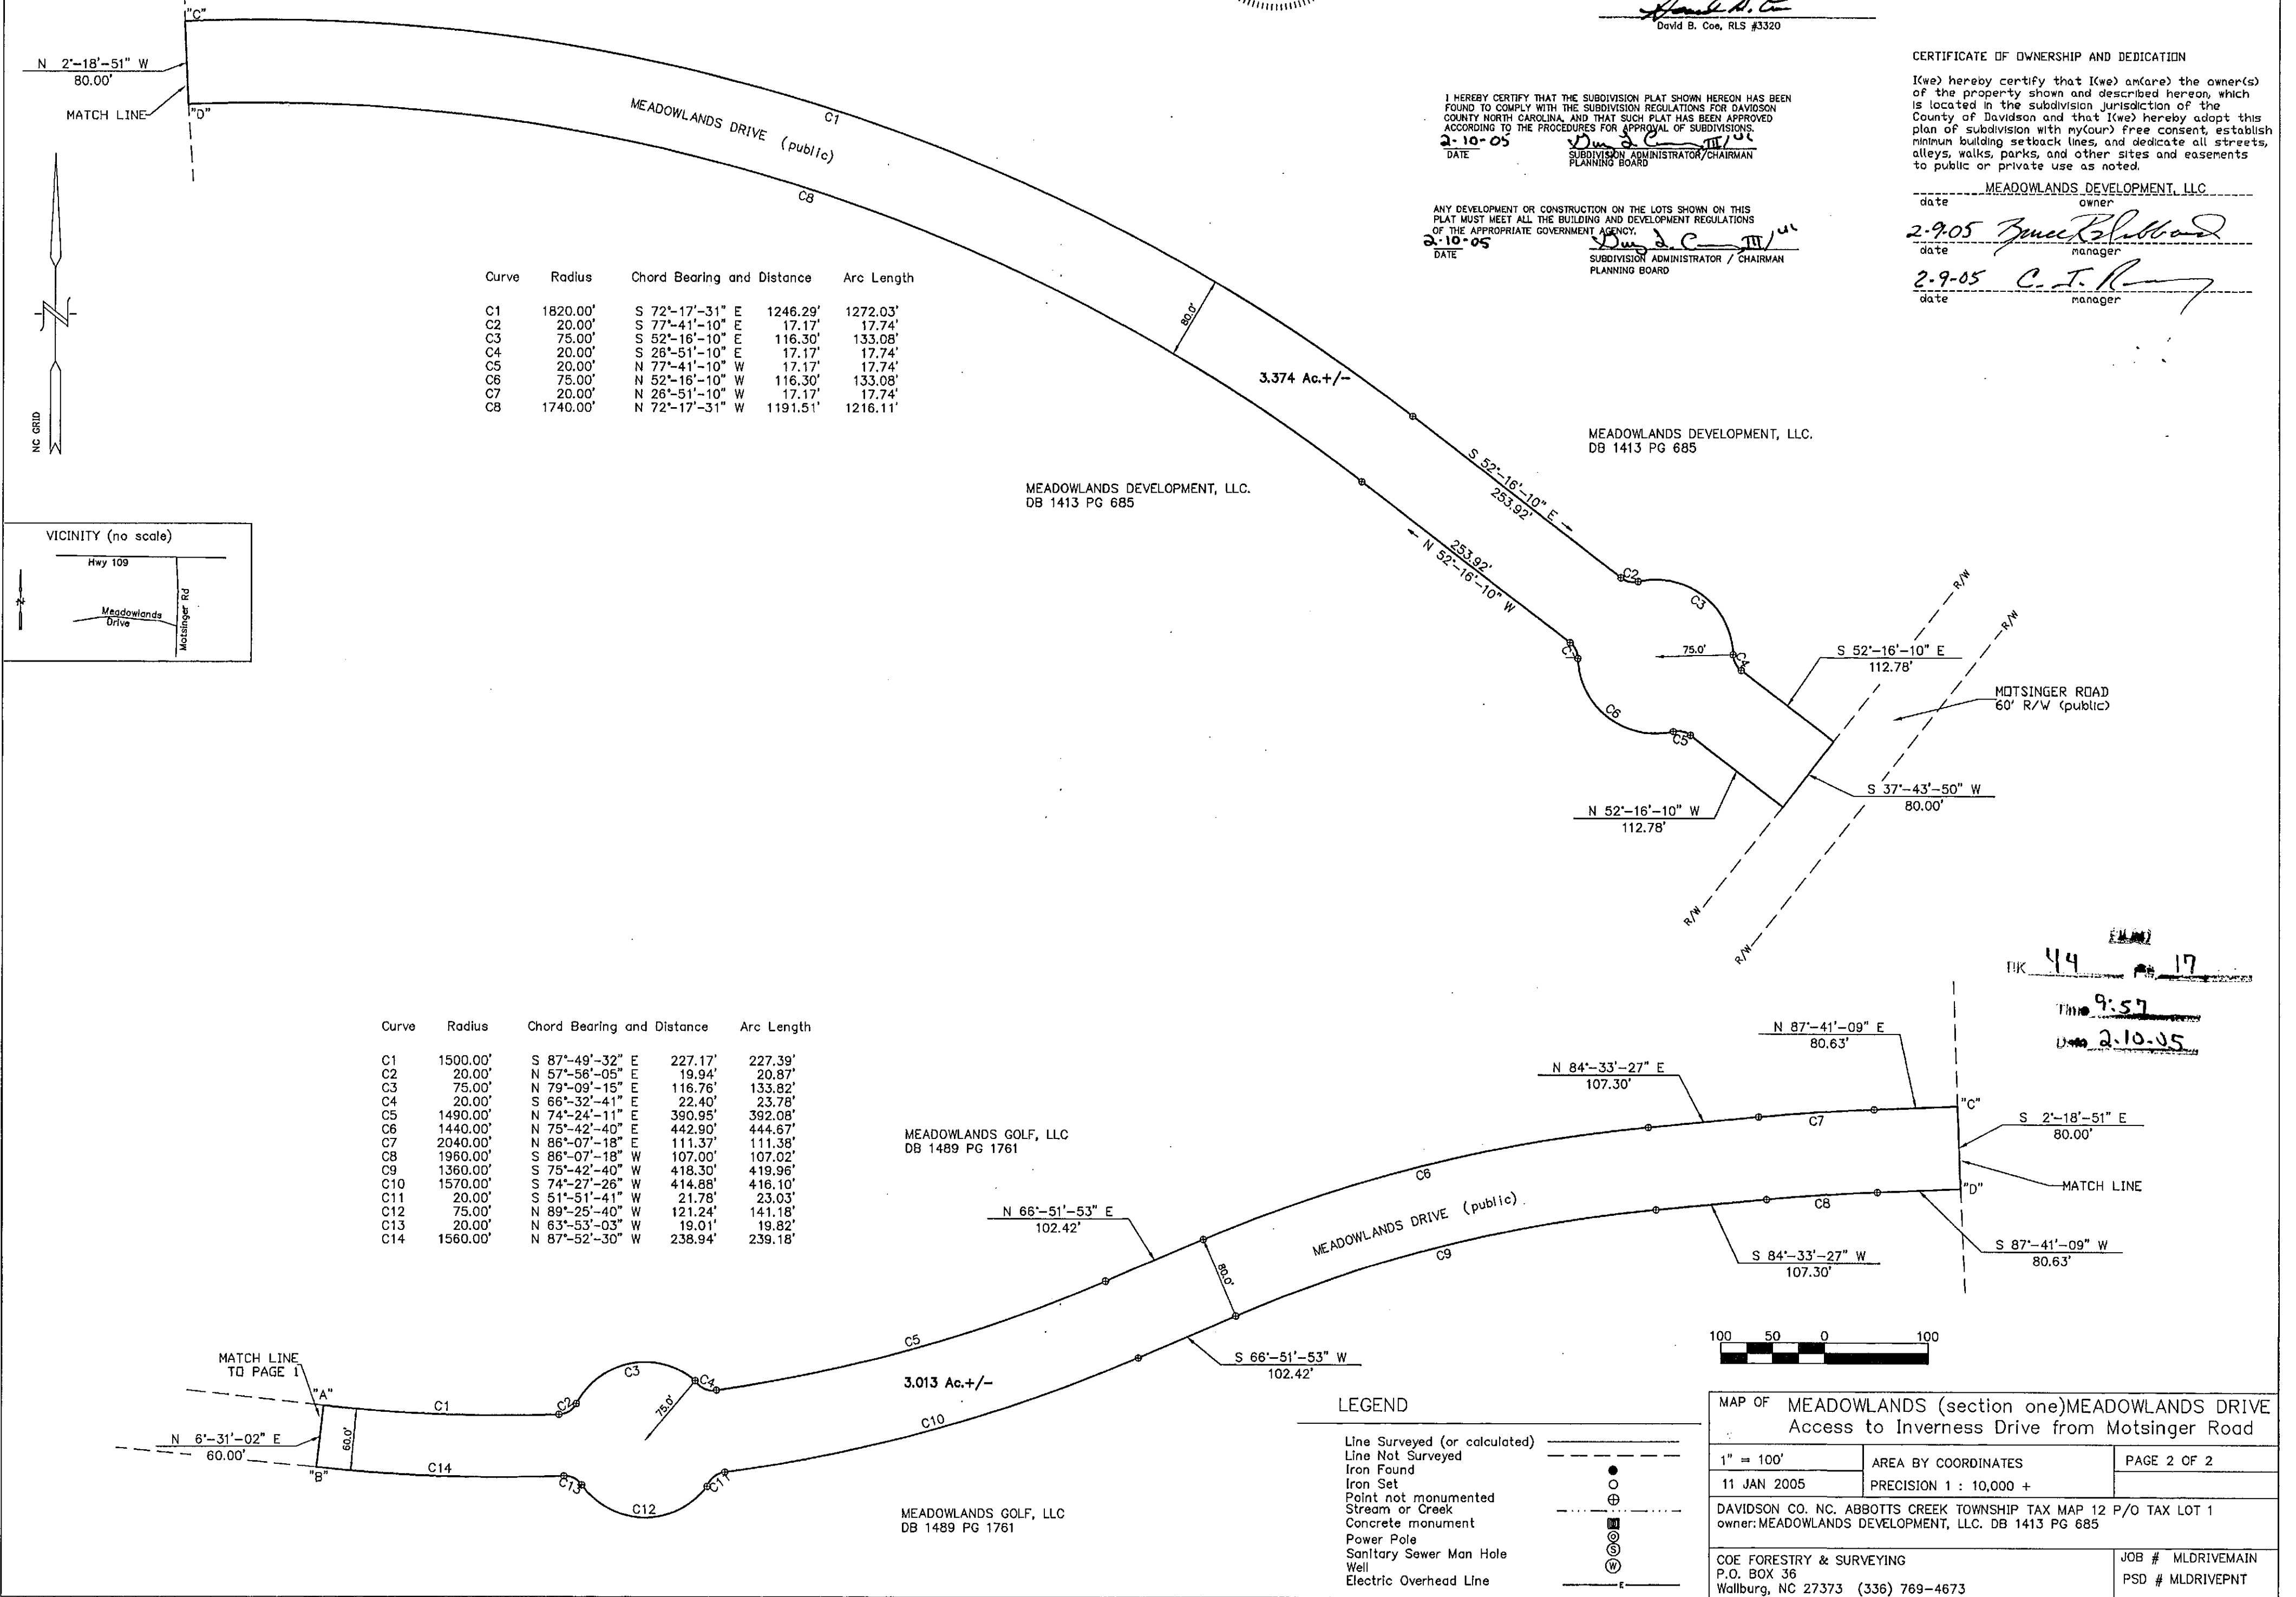 "C"
N 2°-18'-51" W
80.00'
MATCH LINE
"D"
MEADOWLANDS DRIVE (public)
C1
C8
NC GRID
David B. Coe, RLS #3320
I HEREBY CERTIFY THAT THE SUBDIVISION PLAT SHOWN HEREON HAS BEEN
FOUND TO COMPLY WITH THE SUBDIVISION REGULATIONS FOR DAVIDSON
COUNTY NORTH CAROLINA, AND THAT SUCH PLAT HAS BEEN APPROVED
ACCORDING TO THE PROCEDURES FOR APPROVAL OF SUBDIVISIONS.
2-10-05
DATE
SUBDIVISION ADMINISTRATOR/CHAIRMAN
PLANNING BOARD
ANY DEVELOPMENT OR CONSTRUCTION ON THE LOTS SHOWN ON THIS
PLAT MUST MEET ALL THE BUILDING AND DEVELOPMENT REGULATIONS
OF THE APPROPRIATE GOVERNMENT AGENCY.
2-10-05
DATE
SUBDIVISION ADMINISTRATOR / CHAIRMAN
PLANNING BOARD
CERTIFICATE OF OWNERSHIP AND DEDICATION
I(we) hereby certify that I(we) am(are) the owner(s)
of the property shown and described hereon, which
is located in the subdivision jurisdiction of the
County of Davidson and that I(we) hereby adopt this
plan of subdivision with my(our) free consent, establish
minimum building setback lines, and dedicate all streets,
alleys, walks, parks, and other sites and easements
to public or private use as noted.
MEADOWLANDS DEVELOPMENT, LLC
date owner
2-9-05
date manager
2-9-05
date manager
Curve Radius Chord Bearing and Distance Arc Length
C1 1820.00' S 72°-17'-31" E 1246.29' 1272.03'
C2 20.00' S 77°-41'-10" E 17.17' 17.74'
C3 75.00' S 52°-16'-10" E 116.30' 133.08'
C4 20.00' S 26°-51'-10" E 17.17' 17.74'
C5 20.00' N 77°-41'-10" W 17.17' 17.74'
C6 75.00' N 52°-16'-10" W 116.30' 133.08'
C7 20.00' N 26°-51'-10" W 17.17' 17.74'
C8 1740.00' N 72°-17'-31" W 1191.51' 1216.11'
80.0'
3.374 Ac.+/-
MEADOWLANDS DEVELOPMENT, LLC.
DB 1413 PG 685
MEADOWLANDS DEVELOPMENT, LLC.
DB 1413 PG 685
S 52°-16'-10" E
253.92'
253.92'
N 52°-16'-10" W
C2
C3
C7
75.0'
C4
C6
C5
R/W
R/W
S 52°-16'-10" E
112.78'
MOTSINGER ROAD
60' R/W (public)
S 37°-43'-50" W
80.00'
N 52°-16'-10" W
112.78'
R/W
R/W
VICINITY (no scale)
Hwy 109
Meadowlands
Drive
Motsinger Rd
BK 44 PG 17
Time 9:57
Date 2.10.05
Curve Radius Chord Bearing and Distance Arc Length
C1 1500.00' S 87°-49'-32" E 227.17' 227.39'
C2 20.00' N 57°-56'-05" E 19.94' 20.87'
C3 75.00' N 79°-09'-15" E 116.76' 133.82'
C4 20.00' S 66°-32'-41" E 22.40' 23.78'
C5 1490.00' N 74°-24'-11" E 390.95' 392.08'
C6 1440.00' N 75°-42'-40" E 442.90' 444.67'
C7 2040.00' N 86°-07'-18" E 111.37' 111.38'
C8 1960.00' S 86°-07'-18" W 107.00' 107.02'
C9 1360.00' S 75°-42'-40" W 418.30' 419.96'
C10 1570.00' S 74°-27'-26" W 414.88' 416.10'
C11 20.00' S 51°-51'-41" W 21.78' 23.03'
C12 75.00' N 89°-25'-40" W 121.24' 141.18'
C13 20.00' N 63°-53'-03" W 19.01' 19.82'
C14 1560.00' N 87°-52'-30" W 238.94' 239.18'
MEADOWLANDS GOLF, LLC
DB 1489 PG 1761
N 66°-51'-53" E
102.42'
N 84°-33'-27" E
107.30'
N 87°-41'-09" E
80.63'
"C"
S 2°-18'-51" E
80.00'
MATCH LINE
"D"
C7
C8
C6
MEADOWLANDS DRIVE (public)
C9
80.0'
S 84°-33'-27" W
107.30'
S 87°-41'-09" W
80.63'
S 66°-51'-53" W
102.42'
MATCH LINE
TO PAGE 1
"A"
C1
C2
C3
C4
75.0'
C5
3.013 Ac.+/-
C10
N 6°-31'-02" E
60.00'
60.0'
"B"
C14
C13
C12
C11
MEADOWLANDS GOLF, LLC
DB 1489 PG 1761
100 50 0 100
LEGEND
Line Surveyed (or calculated)
Line Not Surveyed
Iron Found
Iron Set
Point not monumented
Stream or Creek
Concrete monument
Power Pole
Sanitary Sewer Man Hole S
Well W
Electric Overhead Line E
MAP OF MEADOWLANDS (section one)MEADOWLANDS DRIVE
Access to Inverness Drive from Motsinger Road
1" = 100'
11 JAN 2005
AREA BY COORDINATES
PRECISION 1 : 10,000 +
PAGE 2 OF 2
DAVIDSON CO. NC. ABBOTTS CREEK TOWNSHIP TAX MAP 12 P/O TAX LOT 1
owner: MEADOWLANDS DEVELOPMENT, LLC. DB 1413 PG 685
COE FORESTRY & SURVEYING
P.O. BOX 36
Wallburg, NC 27373 (336) 769-4673
JOB # MLDRIVEMAIN
PSD # MLDRIVEPNT